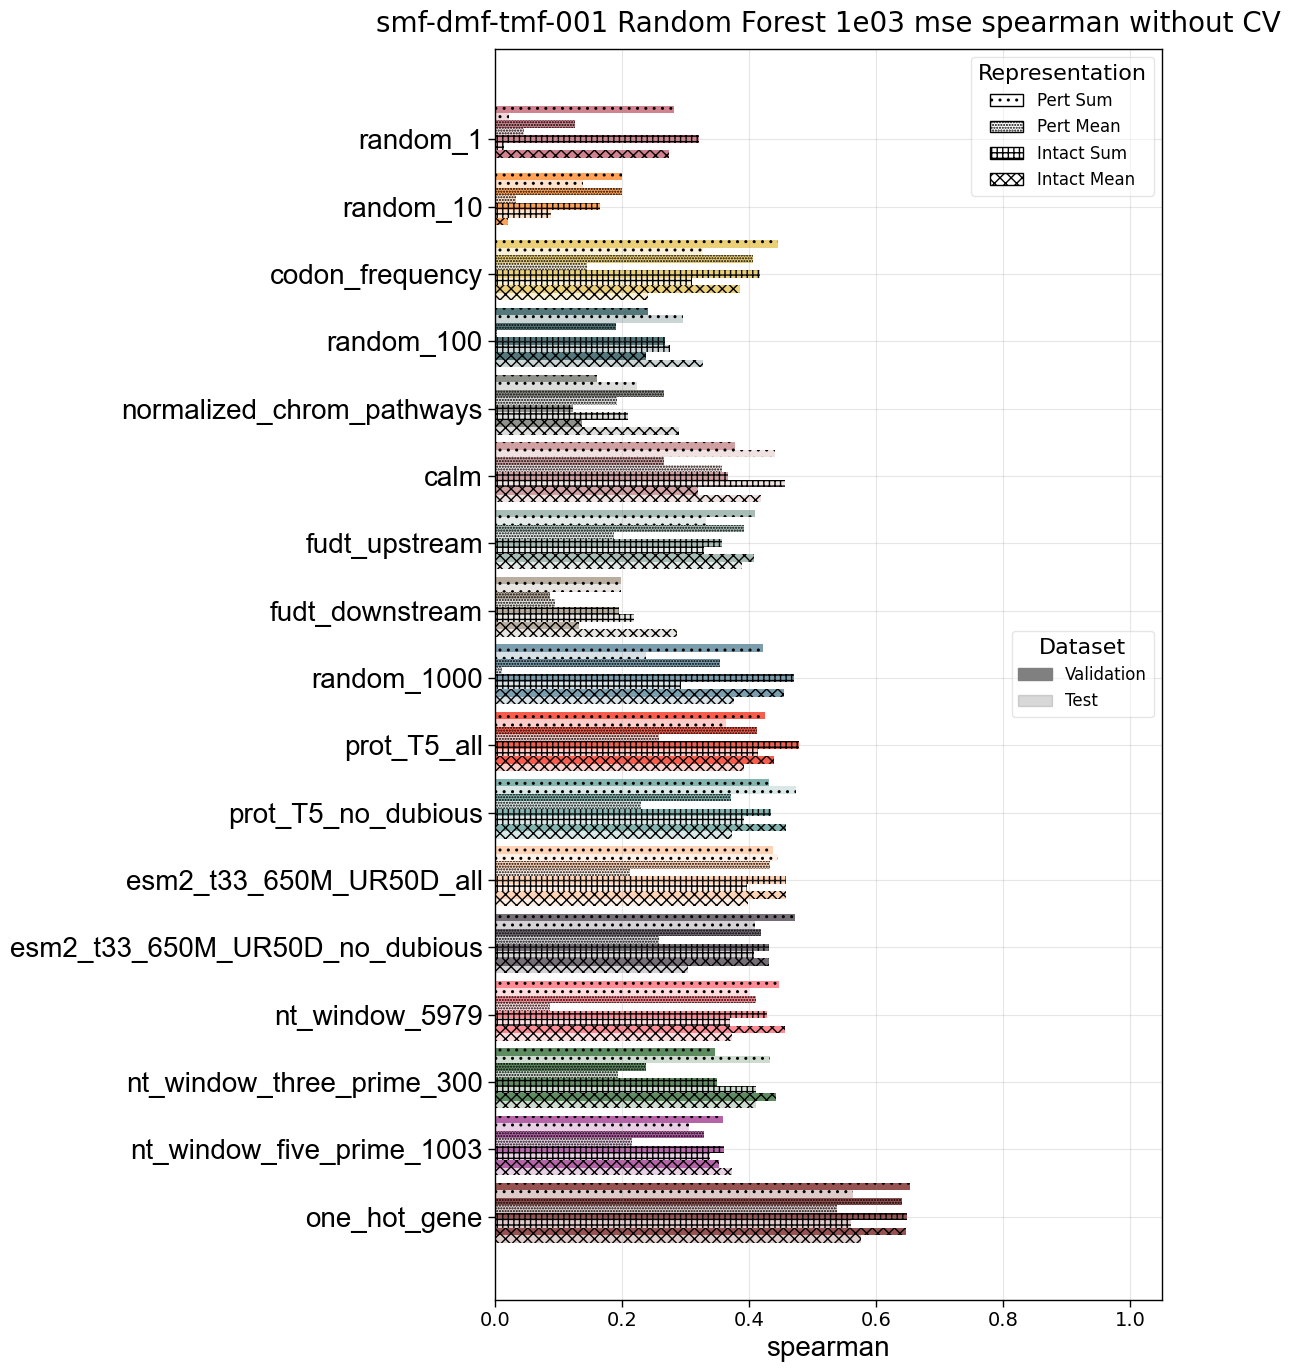 smf-dmf-tmf-001 Random Forest 1e03 mse spearman without CV
Representation
Pert Sum
Pert Mean
Intact Sum
Intact Mean
random_1
random_10
codon_frequency
random_100
normalized_chrom_pathways
calm
fudt_upstream
fudt_downstream
Dataset
Validation
Test
random_1000
prot_T5_all
prot_T5_no_dubious
esm2_t33_650M_UR50D_all
esm2_t33_650M_UR50D_no_dubious
nt_window_5979
nt_window_three_prime_300
nt_window_five_prime_1003
one_hot_gene
0.0 0.2 0.4 0.6 0.8 1.0
spearman